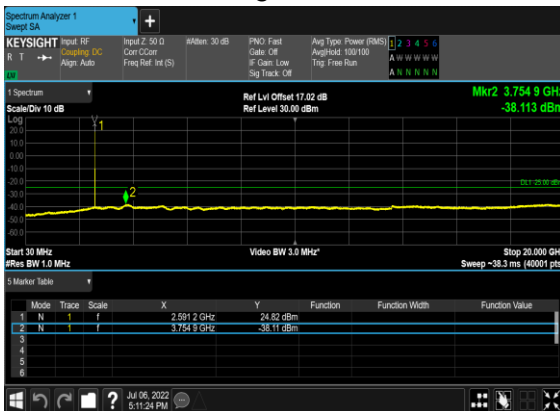 Spectrum Analyzer 1
Swept SA
KEYSIGHT Input: RF Input Z: 50 Ω #Atten: 30 dB PNO: Fast Avg Type: Power (RMS) 1 2 3 4 5 6
R T Coupling: DC Corr CCorr Gate: Off Avg|Hold: 100/100 A W W W W W
Align: Auto Freq Ref: Int (S) IF Gain: Low Trig: Free Run
LV Sig Track: Off A N N N N N
1 Spectrum Ref Lvl Offset 17.02 dB Mkr2 3.754 9 GHz
Scale/Div 10 dB Ref Level 30.00 dBm -38.113 dBm
Log
20.0
10.0
0.00
-10.0
-20.0
-30.0
-40.0
-50.0
-60.0
1
2
DL1 -25.00 dBm
Start 30 MHz Video BW 3.0 MHz* Stop 20.000 GHz
#Res BW 1.0 MHz Sweep ~38.3 ms (40001 pts)
5 Marker Table
Mode Trace Scale X Y Function Function Width Function Value
1 N 1 f 2.591 2 GHz 24.82 dBm
2 N 1 f 3.754 9 GHz -38.11 dBm
3
4
5
6
Jul 06, 2022
5:11:24 PM